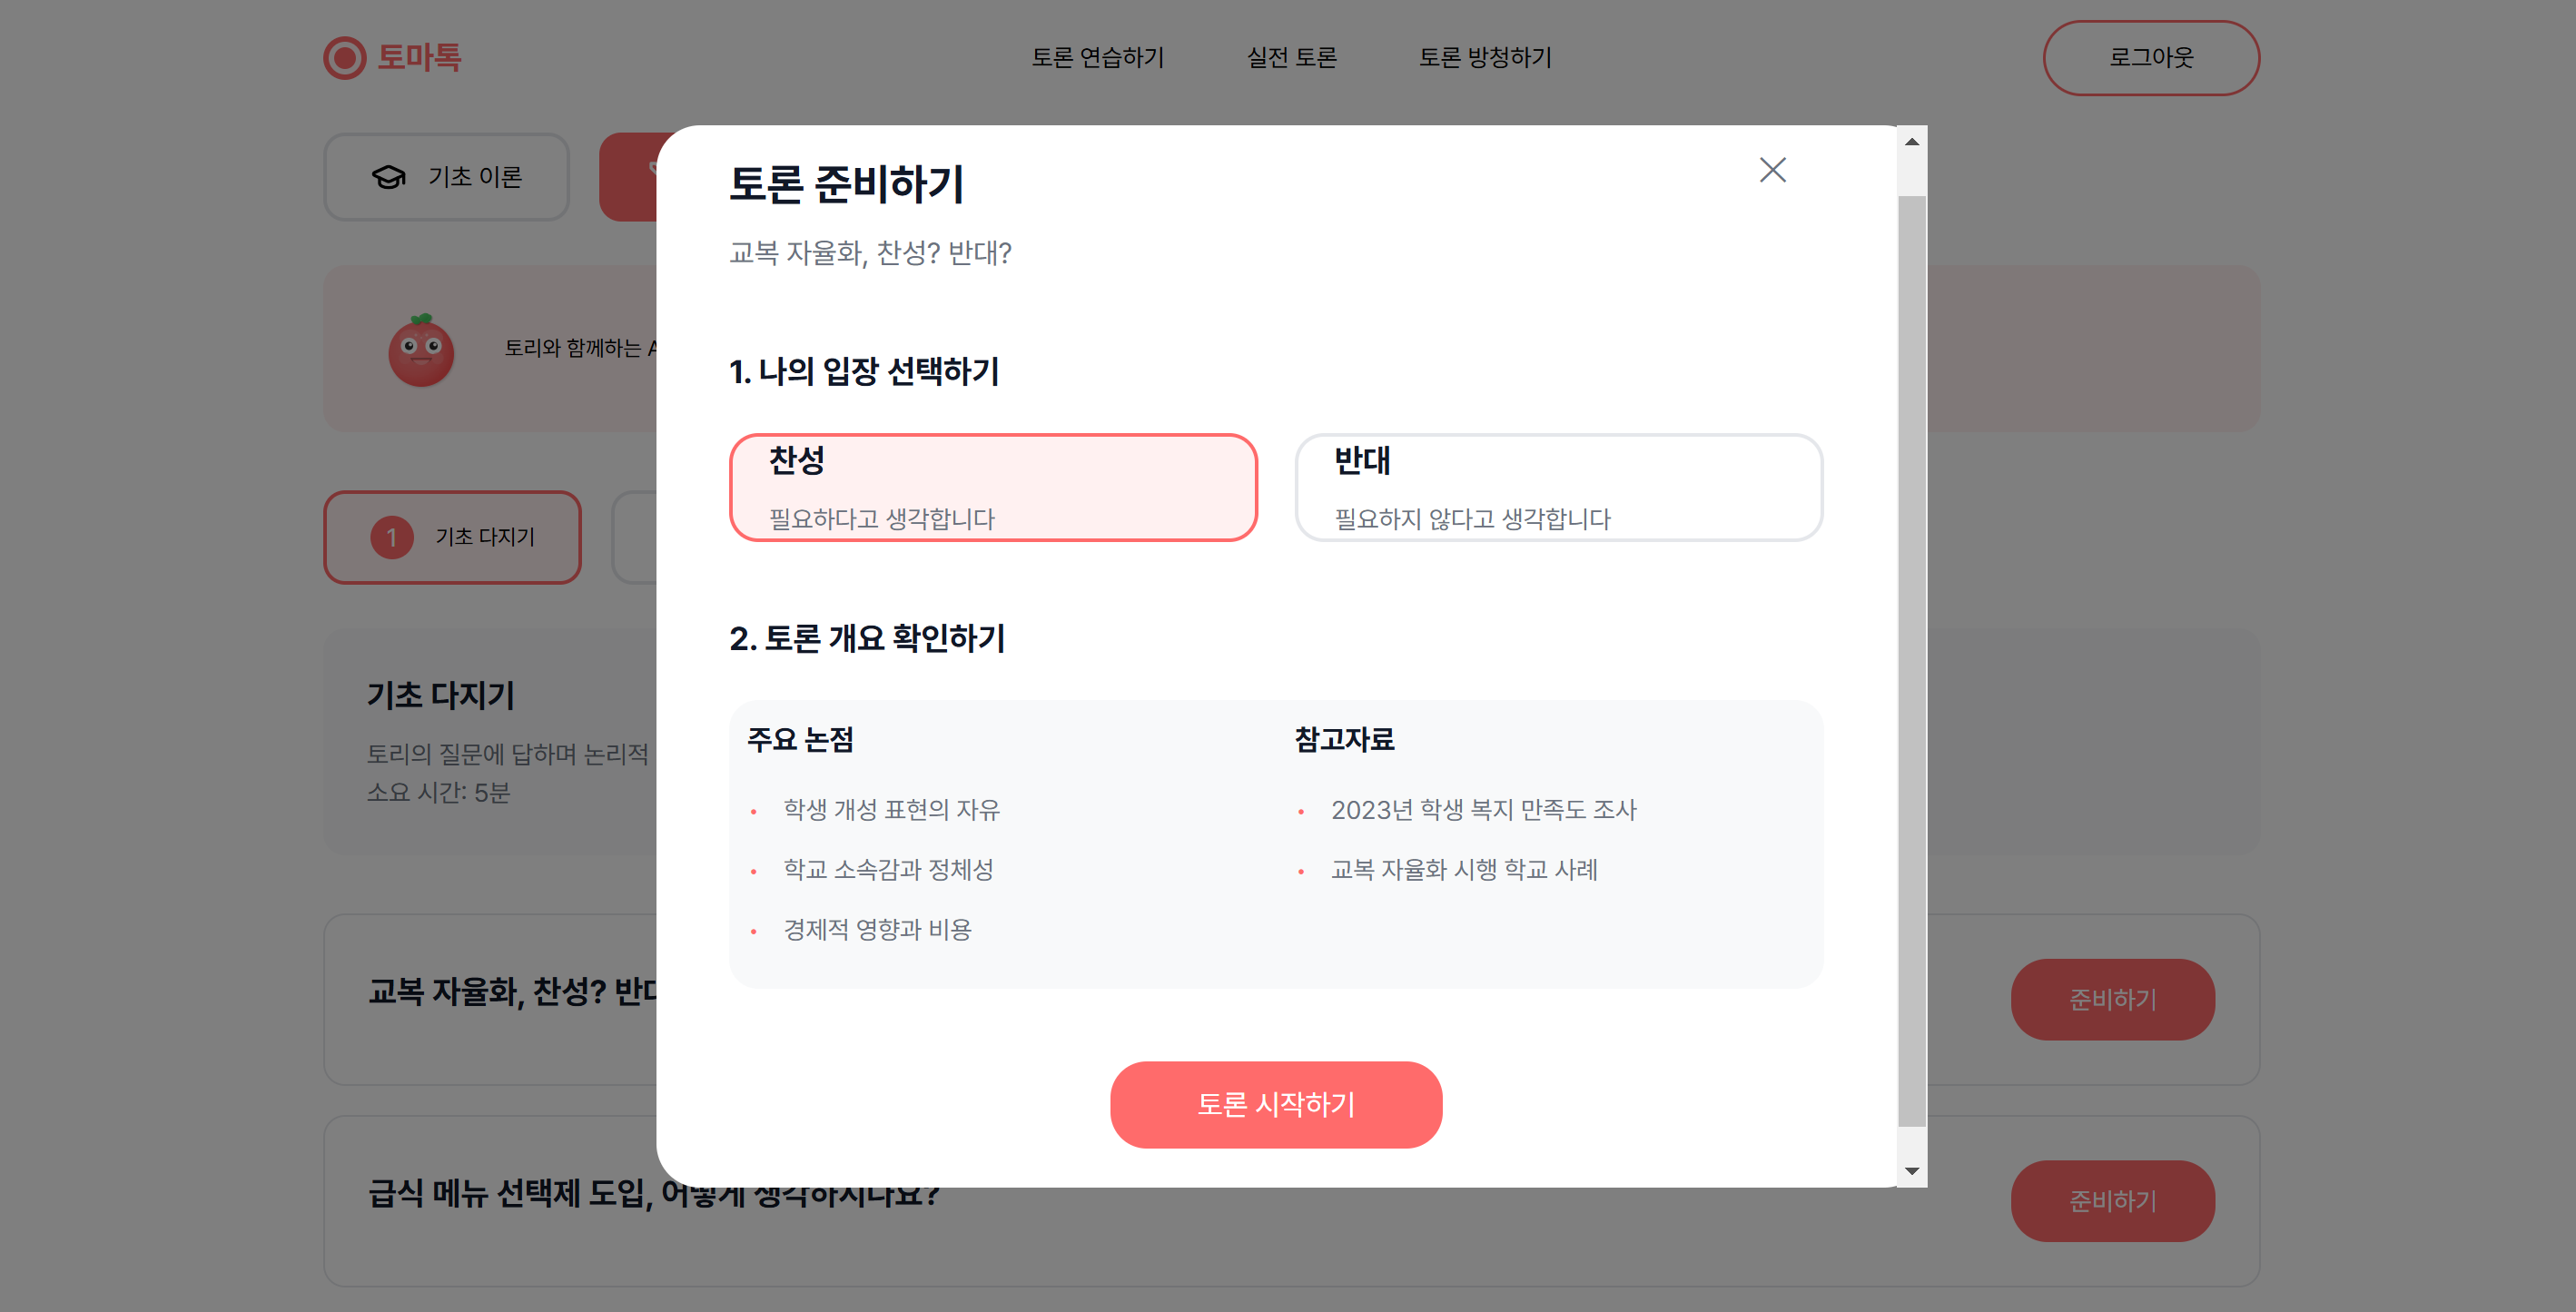 토마톡
토론 연습하기
실전 토론
토론 방청하기
로그아웃
기초 이론
토리와 함께하는
1
기초 다지기
기초 다지기
토리의 질문에 답하며 논리적
소요 시간: 5분
교복 자율화, 찬성?
준비하기
급식 메뉴 선택제 도입, 어떻게 생각하시나요?
준비하기
토론 준비하기
교복 자율화, 찬성? 반대?
1. 나의 입장 선택하기
찬성
필요하다고 생각합니다
반대
필요하지 않다고 생각합니다
2. 토론 개요 확인하기
주요 논점
• 학생 개성 표현의 자유
• 학교 소속감과 정체성
• 경제적 영향과 비용
참고자료
• 2023년 학생 복지 만족도 조사
• 교복 자율화 시행 학교 사례
토론 시작하기